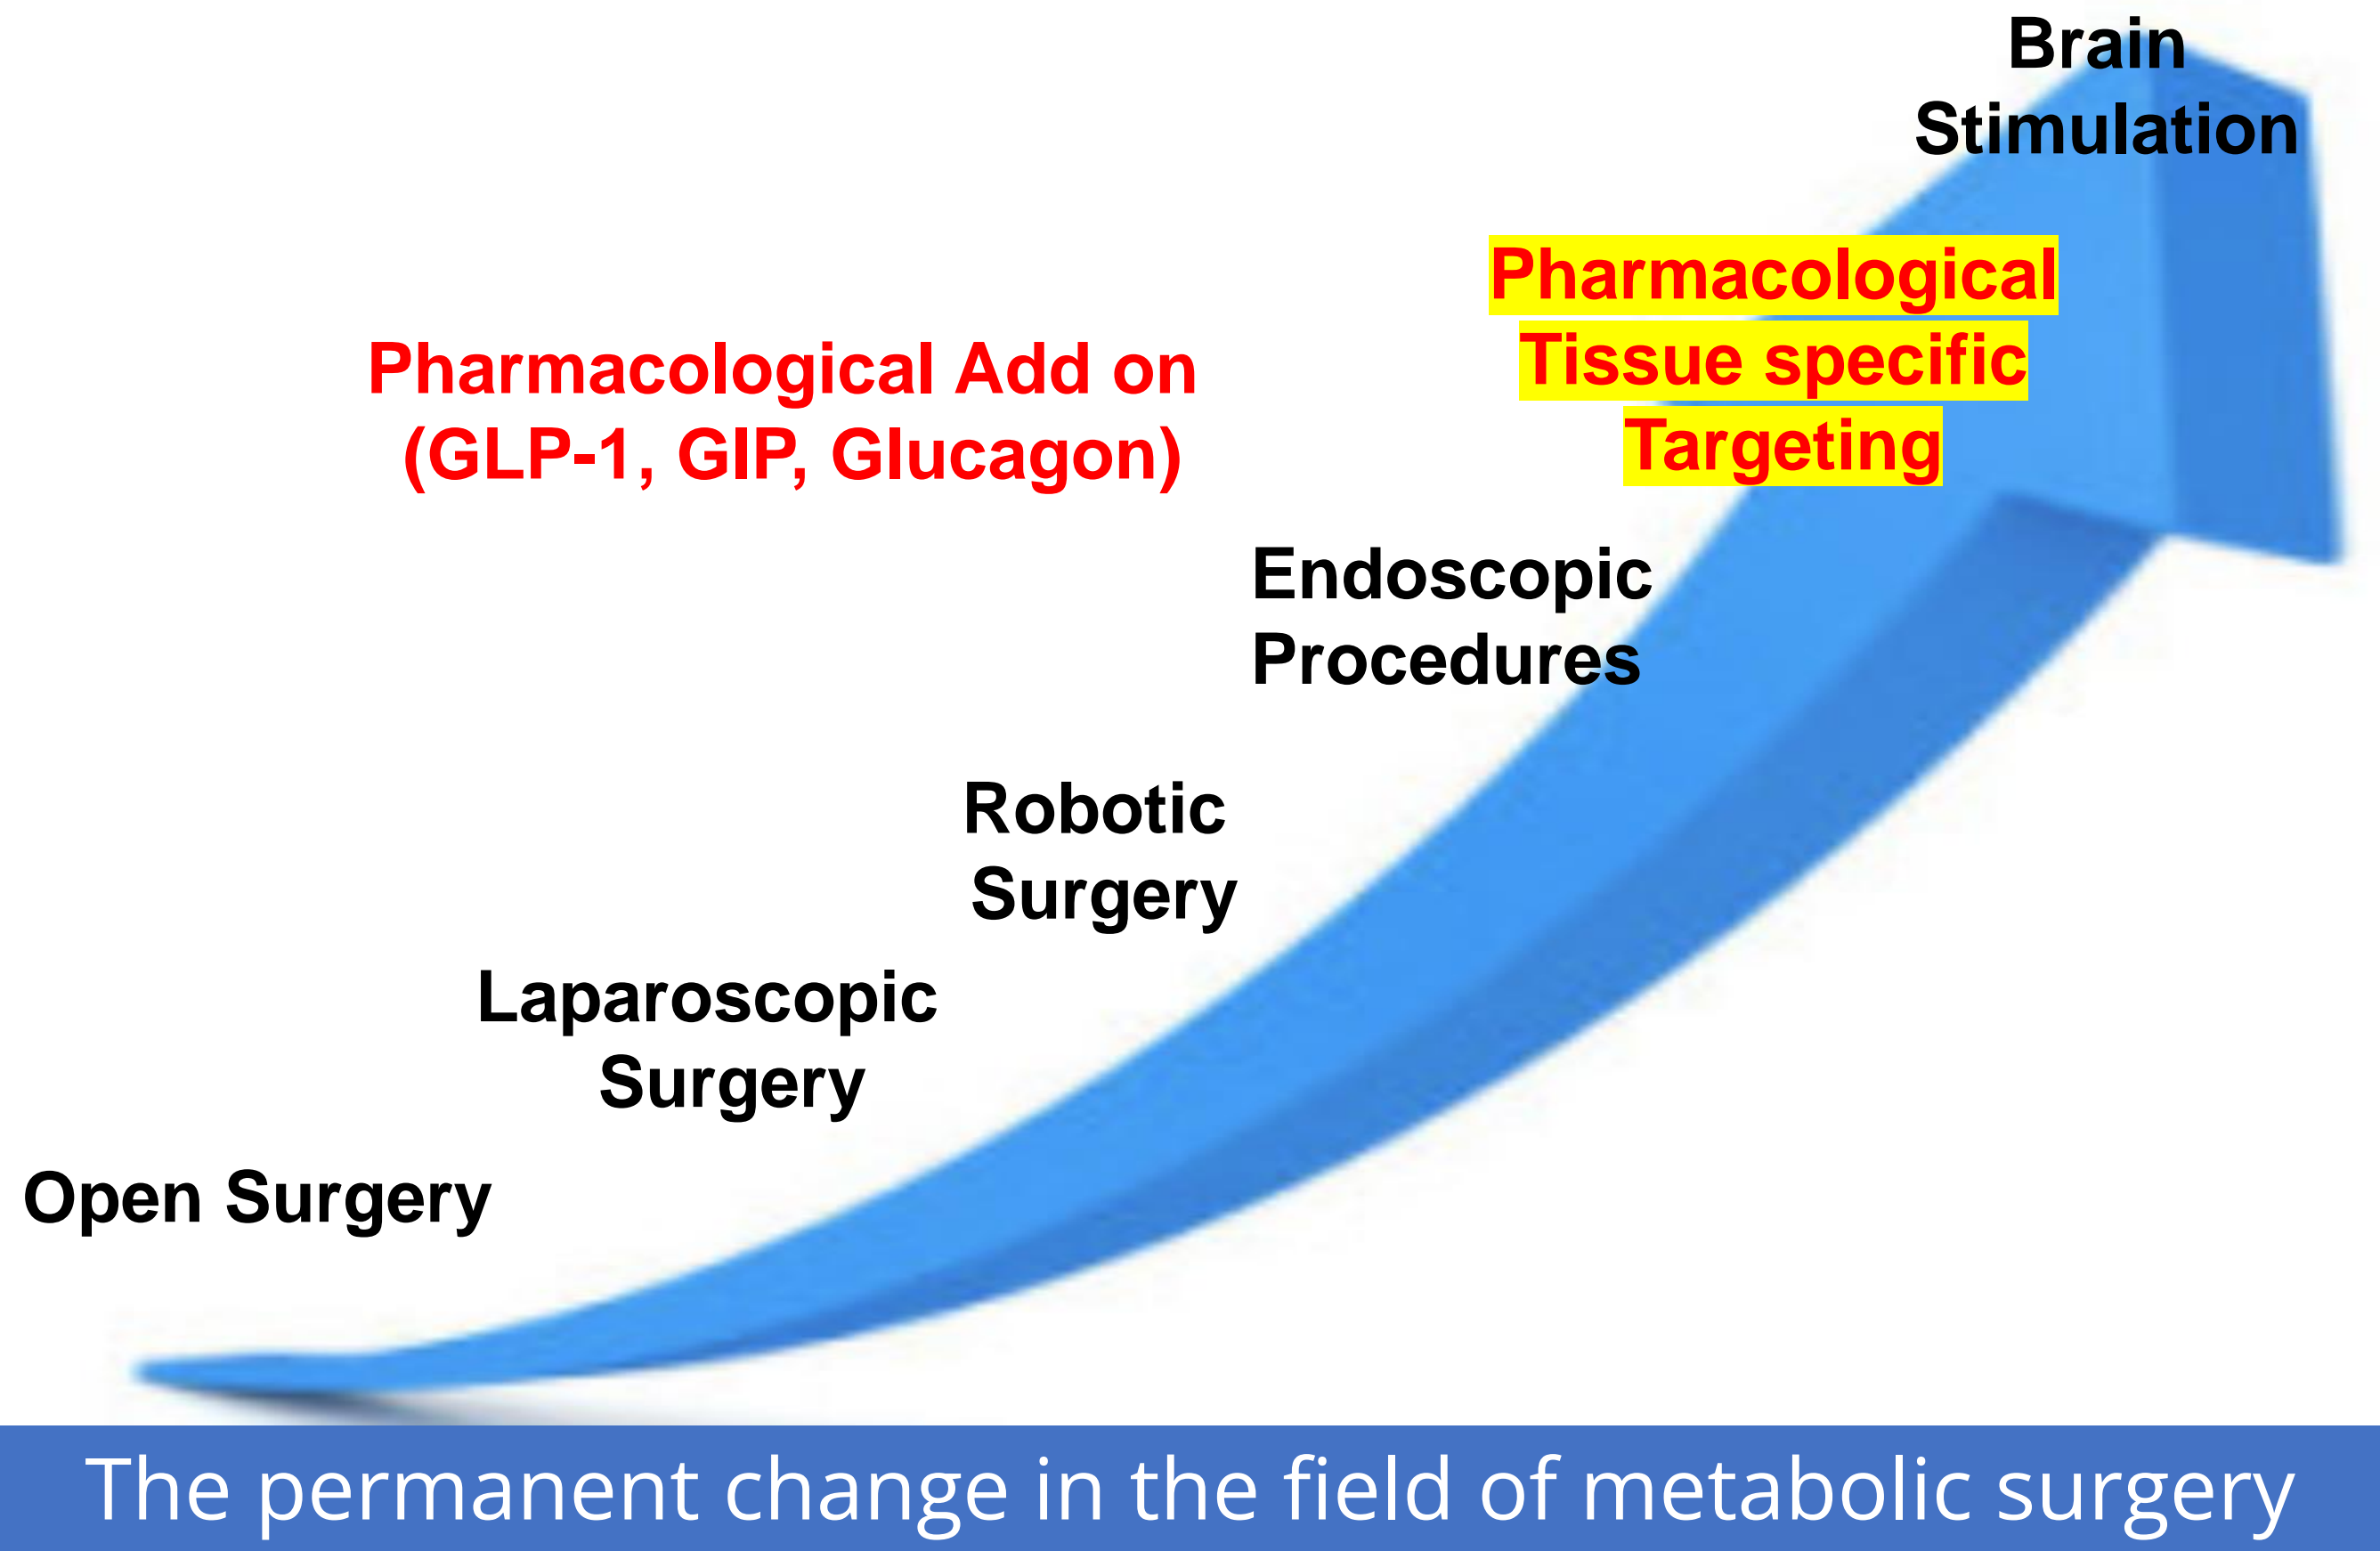 Brain
Stimulation
Pharmacological
Tissue specific
Targeting
Pharmacological Add on
(GLP-1, GIP, Glucagon)
Endoscopic
Procedures
Robotic
Surgery
Laparoscopic
Surgery
Open Surgery
The permanent change in the field of metabolic surgery